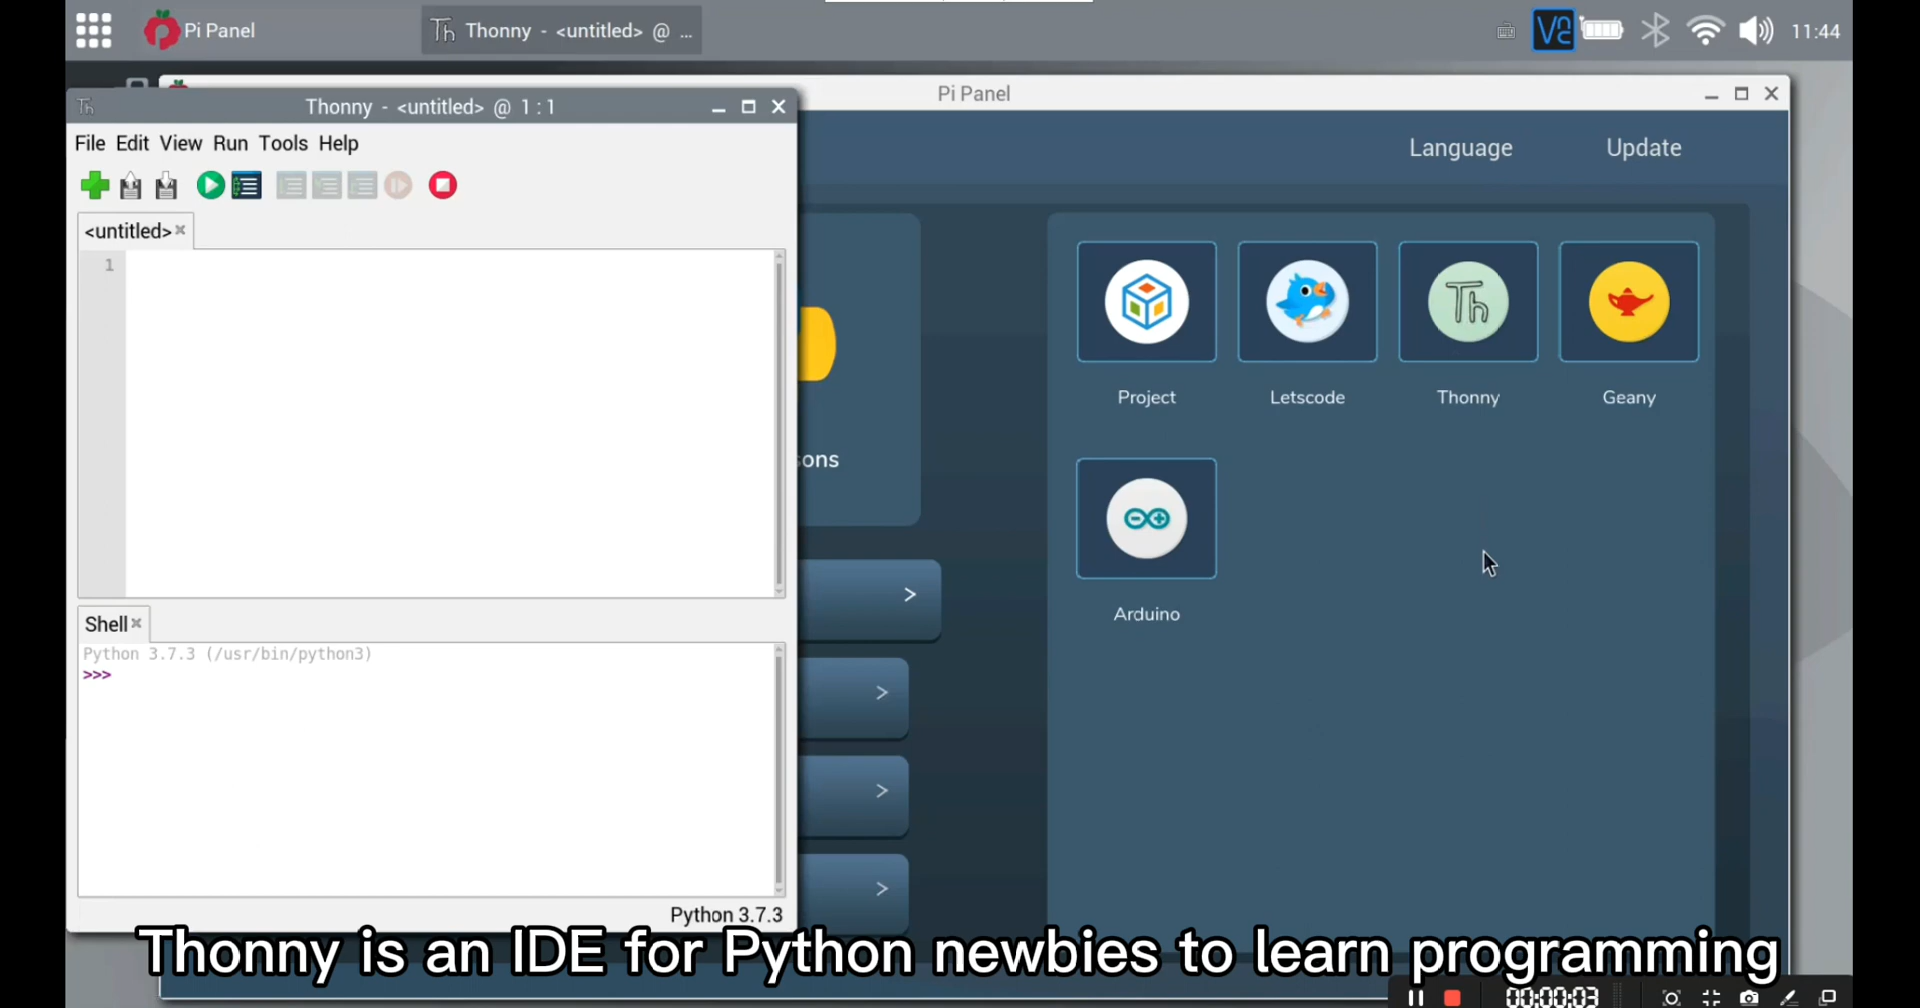 Pi Panel
Thonny - <untitled> @ ...
11:44
Pi Panel
Thonny - <untitled> @ 1 : 1
File Edit View Run Tools Help
Language
Update
<untitled>
1
Project
Letscode
Thonny
Geany
sons
Arduino
Shell
Python 3.7.3 (/usr/bin/python3)
>>>
Python 3.7.3
Thonny is an IDE for Python newbies to learn programming
00:00:03